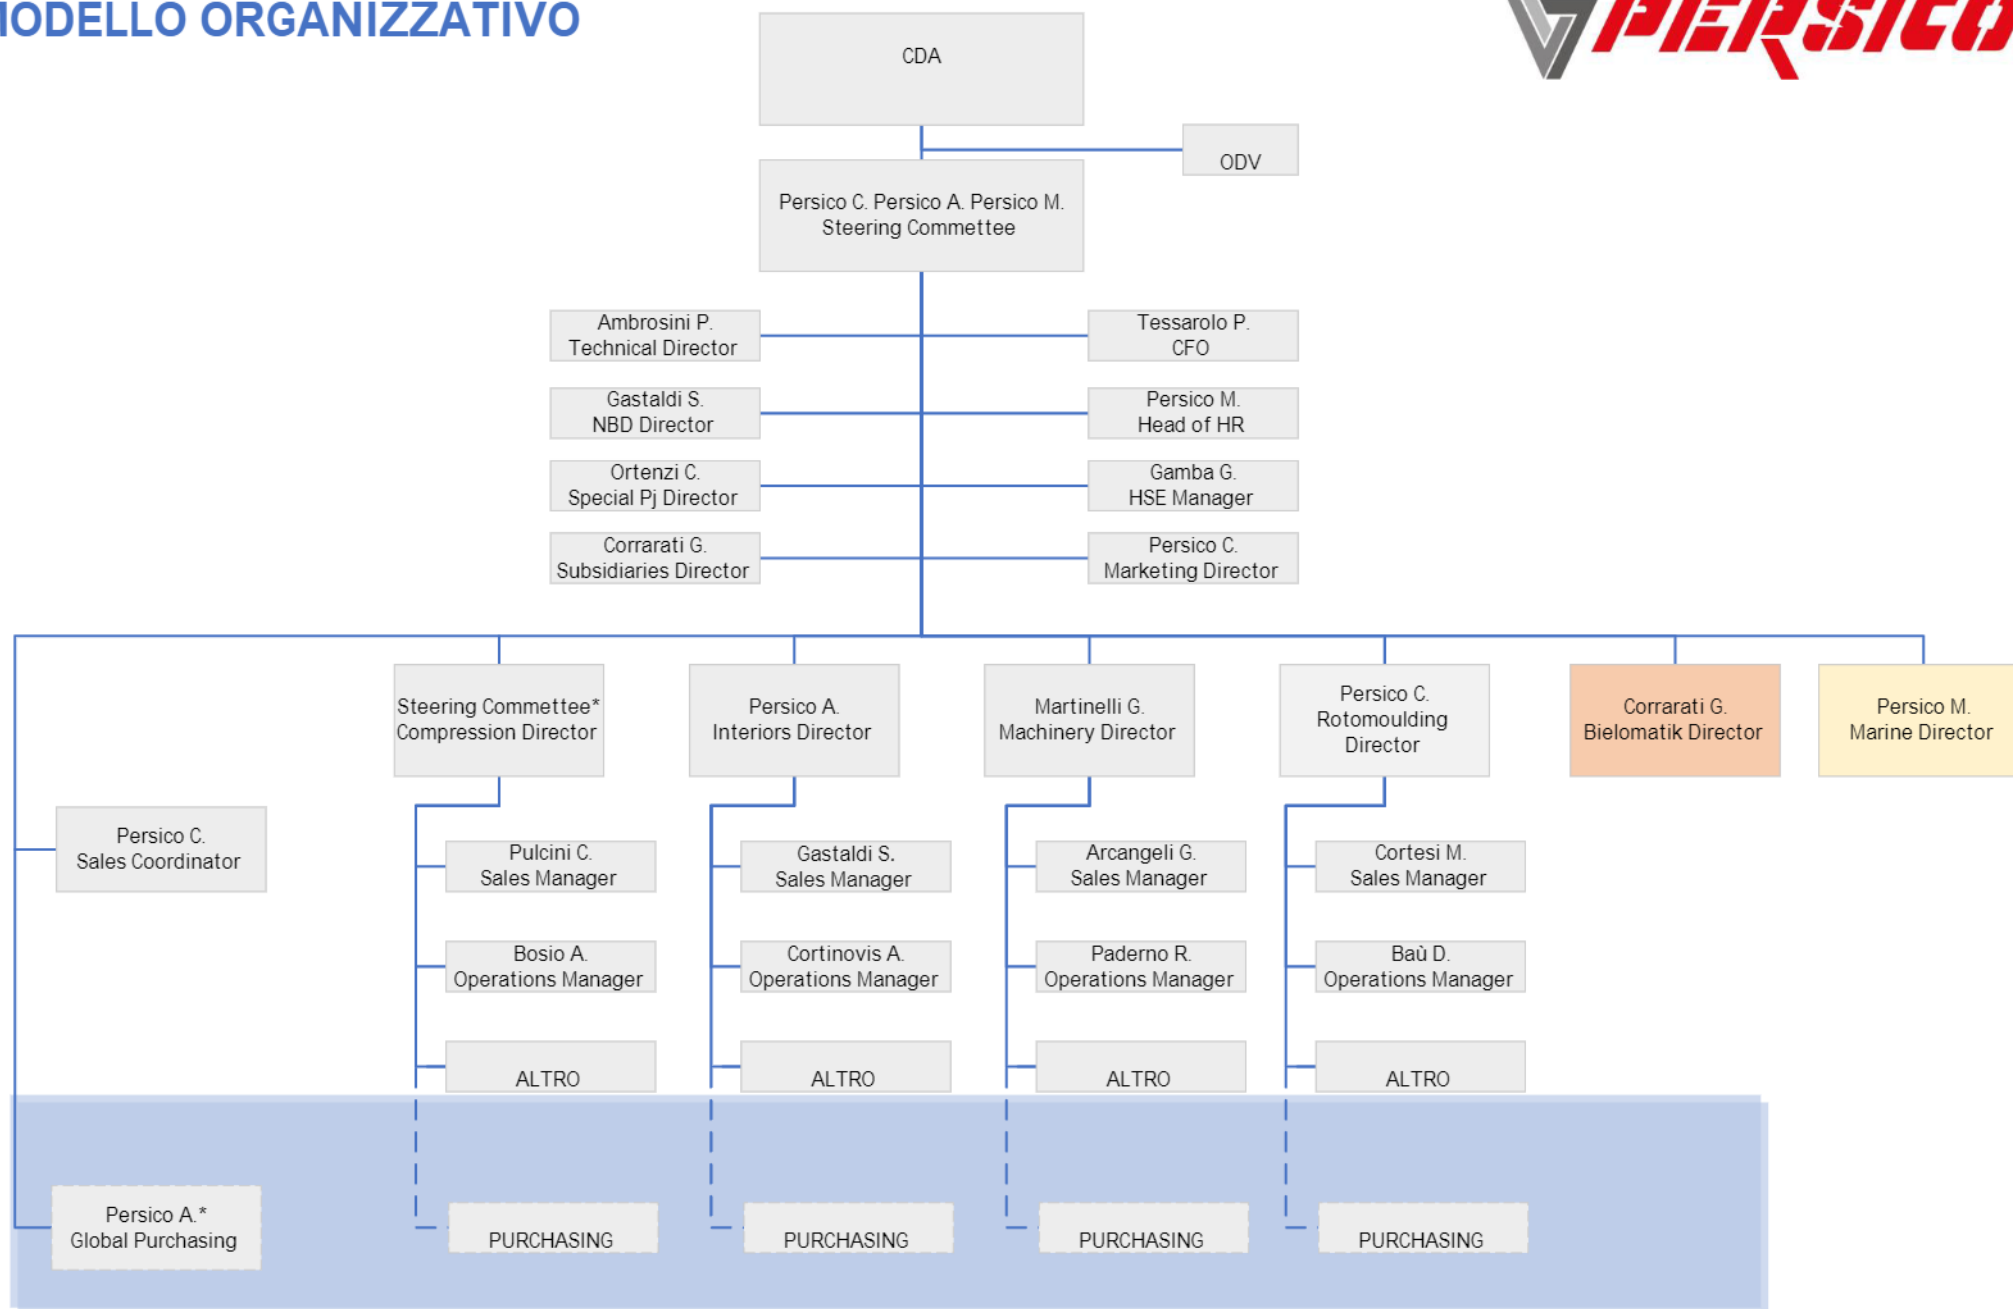 MODELLO ORGANIZZATIVO
PERSICO
CDA
ODV
Persico C. Persico A. Persico M.
Steering Commettee
Ambrosini P.
Technical Director
Tessarolo P.
CFO
Gastaldi S.
NBD Director
Persico M.
Head of HR
Ortenzi C.
Special Pj Director
Gamba G.
HSE Manager
Corrarati G.
Subsidiaries Director
Persico C.
Marketing Director
Steering Commettee*
Compression Director
Persico A.
Interiors Director
Martinelli G.
Machinery Director
Persico C.
Rotomoulding
Director
Corrarati G.
Bielomatik Director
Persico M.
Marine Director
Persico C.
Sales Coordinator
Pulcini C.
Sales Manager
Gastaldi S.
Sales Manager
Arcangeli G.
Sales Manager
Cortesi M.
Sales Manager
Bosio A.
Operations Manager
Cortinovis A.
Operations Manager
Paderno R.
Operations Manager
Baù D.
Operations Manager
ALTRO
ALTRO
ALTRO
ALTRO
Persico A.*
Global Purchasing
PURCHASING
PURCHASING
PURCHASING
PURCHASING